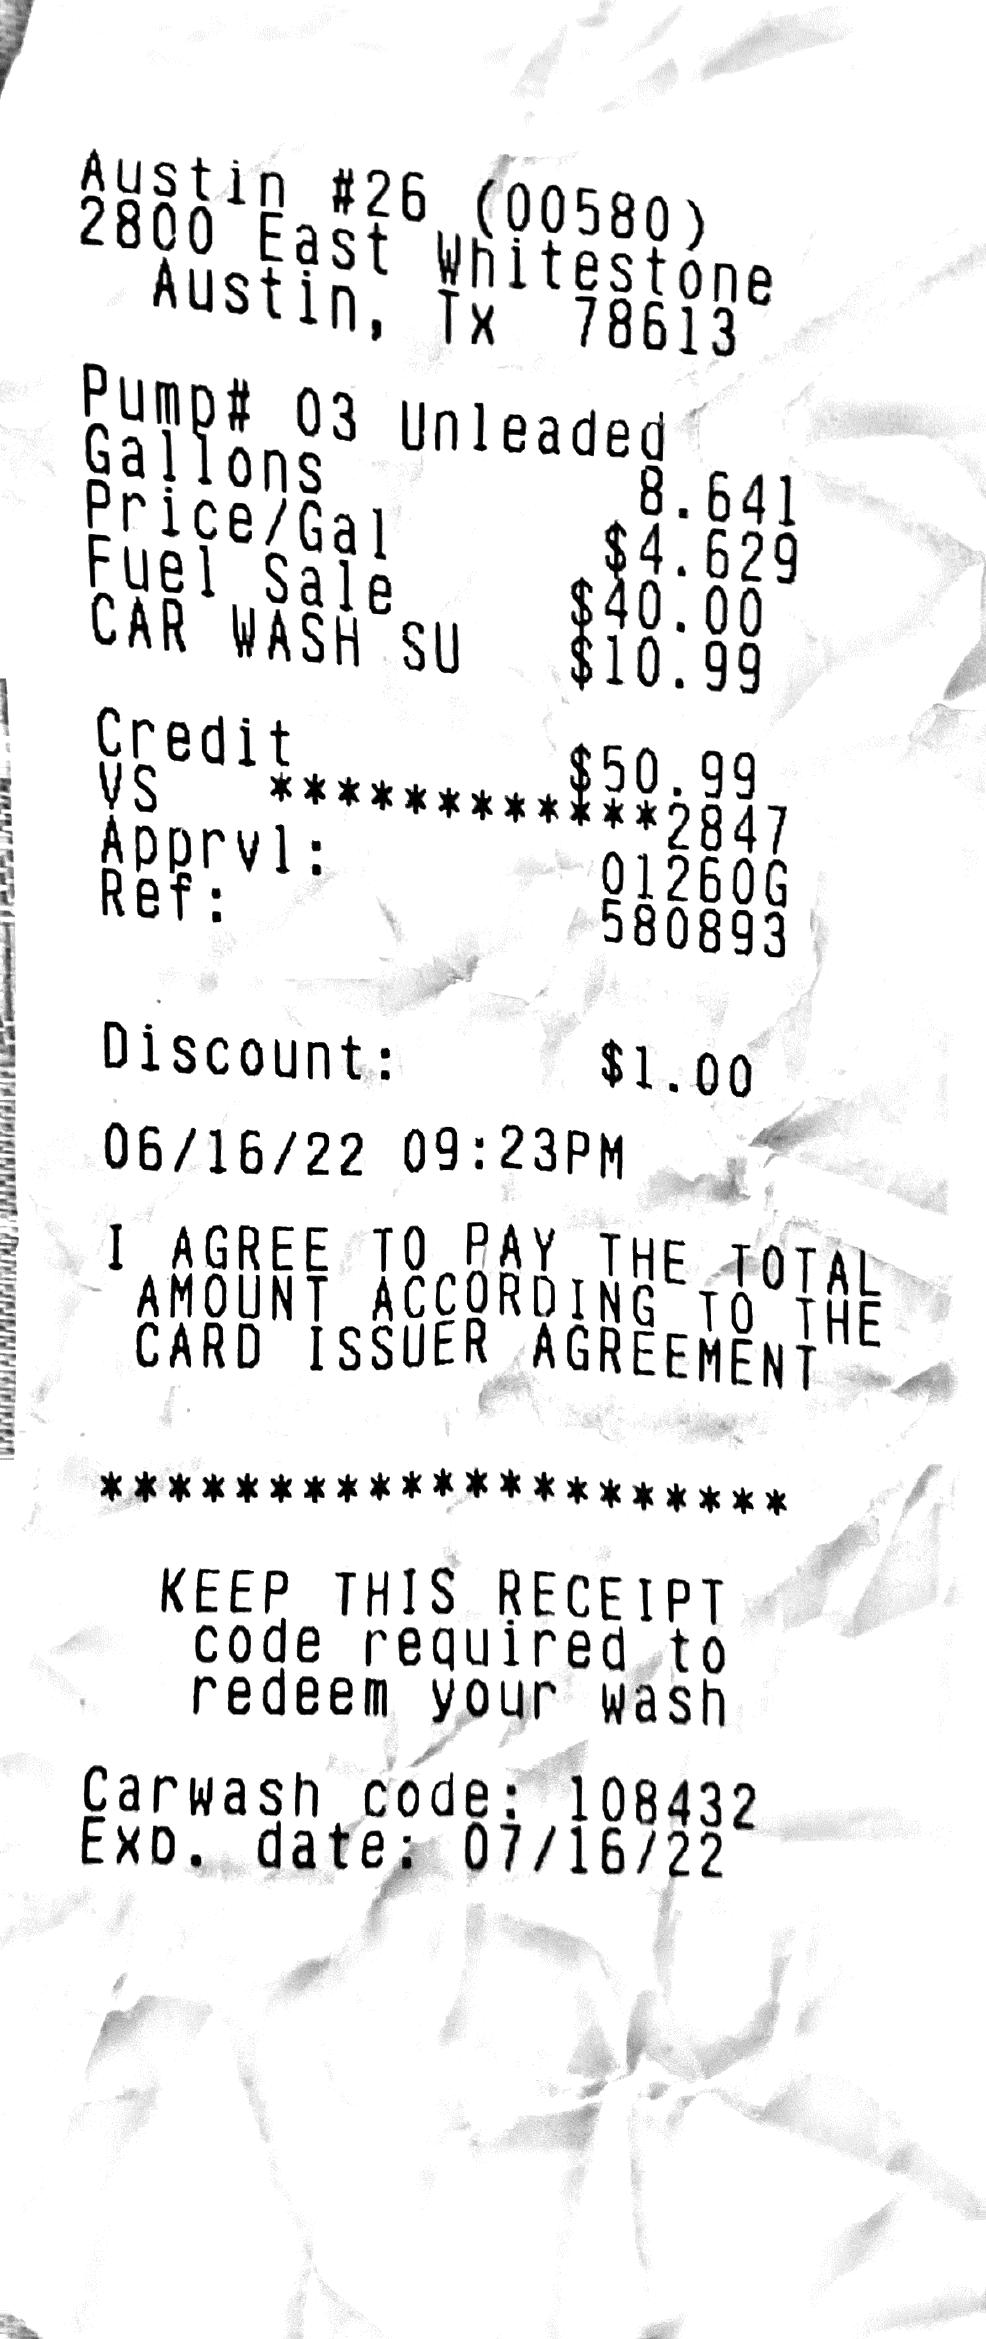 Austin #26 (00580)
2800 East Whitestone
Austin, Tx 78613
Pump# 03 Unleaded
Gallons 8.641
Price/Gal $4.629
Fuel Sale $40.00
CAR WASH SU $10.99
Credit $50.99
VS ************2847
Apprvl: 01260G
Ref: 580893
Discount: $1.00
06/16/22 09:23PM
I AGREE TO PAY THE TOTAL
AMOUNT ACCORDING TO THE
CARD ISSUER AGREEMENT
*********************
KEEP THIS RECEIPT
code required to
redeem your wash
Carwash code: 108432
Exp. date: 07/16/22